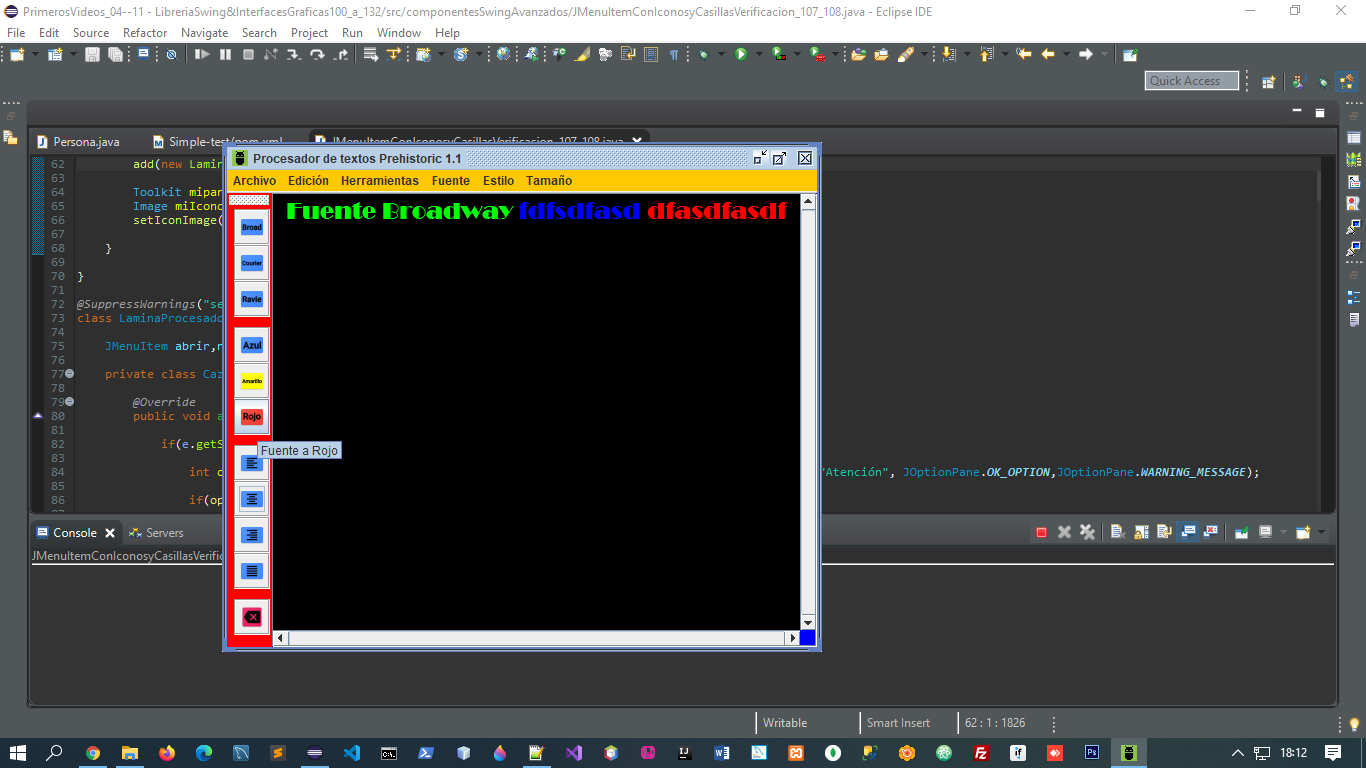 PrimerosVideos_04--11 - LibreriaSwing&InterfacesGraficas100_a_132/src/componentesSwingAvanzados/JMenuItemConIconosyCasillasVerificacion_107_108.java - Eclipse IDE
File Edit Source Refactor Navigate Search Project Run Window Help
Quick Access
Persona.java Simple-test/pom.xml JMenuItemConIconosyCasillasVerificacion_107_108.java
62 add(new Lamin
63
64 Toolkit mipan
65 Image miIcono
66 setIconImage(
67
68 }
69
70 }
71
72 @SuppressWarnings("se
73 class LaminaProcesado
74
75 JMenuItem abrir,n
76
77 private class Caz
78
79 @Override
80 public void a
81
82 if(e.getS
83
84 int o "Atención", JOptionPane.OK_OPTION,JOptionPane.WARNING_MESSAGE);
85
86 if(op
Procesador de textos Prehistoric 1.1
Archivo Edición Herramientas Fuente Estilo Tamaño
Fuente Broadway fdfsdfasd dfasdfasdf
Broad
Courier
Ravie
Azul
Amarillo
Rojo
Fuente a Rojo
Console Servers
JMenuItemConIconosyCasillasVerific
Writable Smart Insert 62 : 1 : 1826
18:12